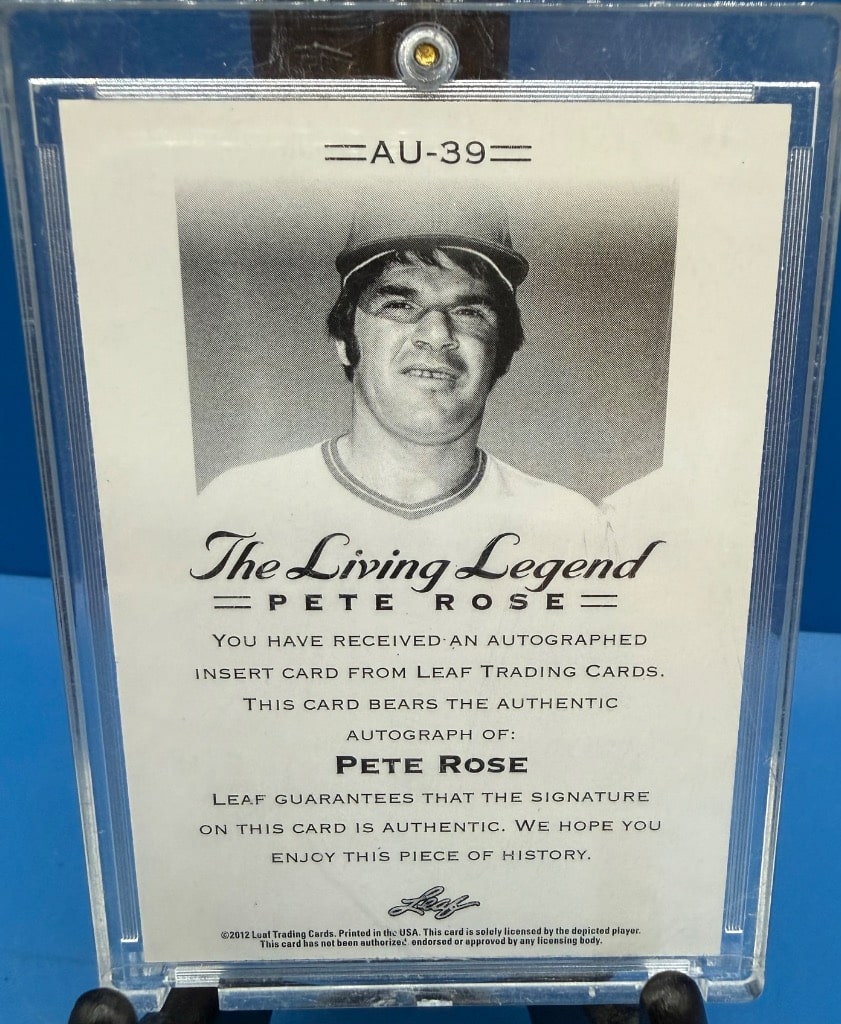 AU-39
The Living Legend
PETE ROSE
YOU HAVE RECEIVED AN AUTOGRAPHED
INSERT CARD FROM LEAF TRADING CARDS.
THIS CARD BEARS THE AUTHENTIC
AUTOGRAPH OF:
PETE ROSE
LEAF GUARANTEES THAT THE SIGNATURE
ON THIS CARD IS AUTHENTIC. WE HOPE YOU
ENJOY THIS PIECE OF HISTORY.
Leaf
©2012 Leaf Trading Cards. Printed in the USA. This card is solely licensed by the depicted player.
This card has not been authorized, endorsed or approved by any licensing body.